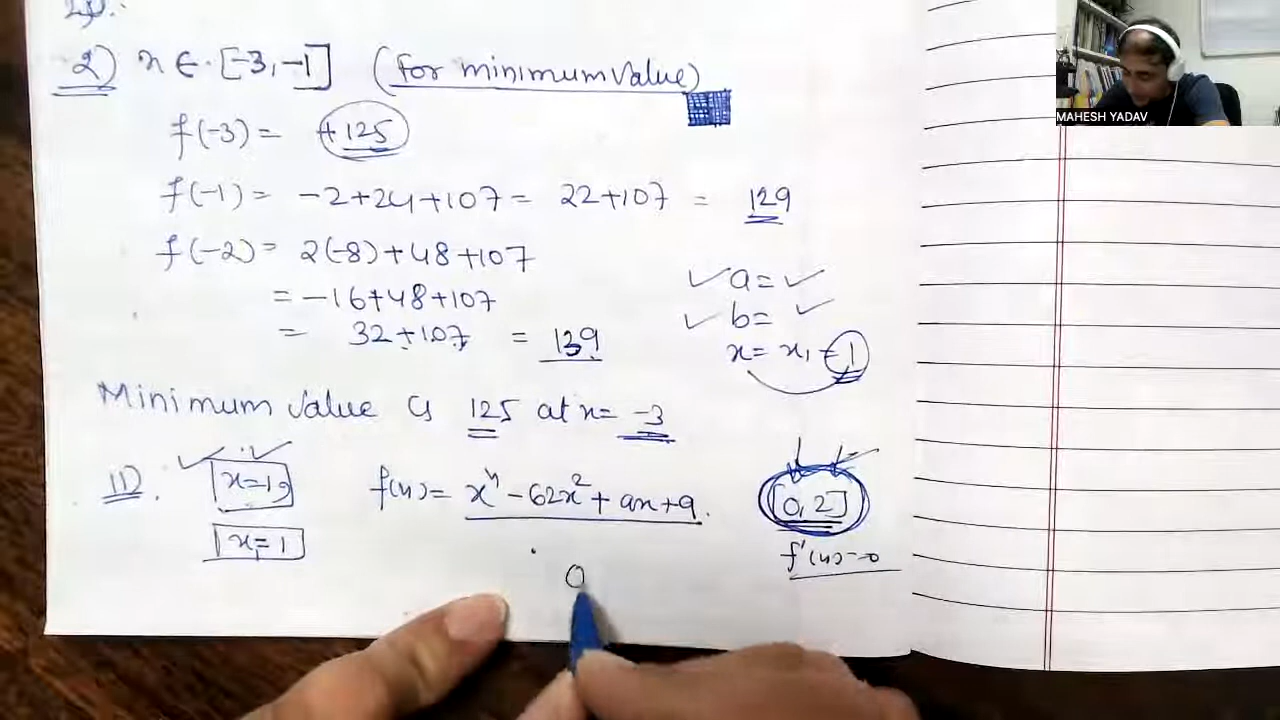 2) x ∈ [-3, -1] (for minimum value)
f(-3) = +125
f(-1) = -2+24+107 = 22+107 = 129
f(-2) = 2(-8)+48+107
= -16+48+107
= 32+107 = 139
✓ a= ✓
✓ b= ✓
x= x, = 1
Minimum value is 125 at x= -3
11). x=1, f(x)= x⁴ - 62x² + ax + 9. [0,2]
x=1 f'(x)=0
0
MAHESH YADAV